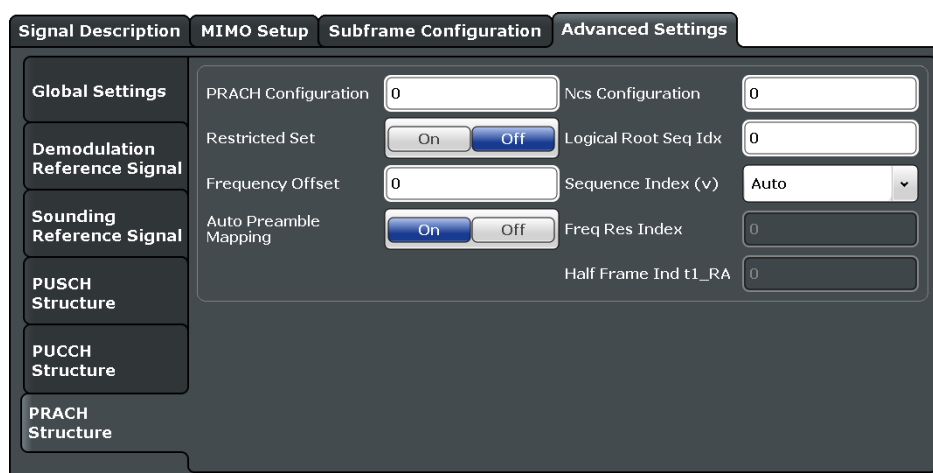 Signal Description MIMO Setup Subframe Configuration Advanced Settings
Global Settings
Demodulation
Reference Signal
Sounding
Reference Signal
PUSCH
Structure
PUCCH
Structure
PRACH
Structure
PRACH Configuration 0 Ncs Configuration 0
Restricted Set On Off Logical Root Seq Idx 0
Frequency Offset 0 Sequence Index (v) Auto
Auto Preamble
Mapping On Off Freq Res Index 0
Half Frame Ind t1_RA 0